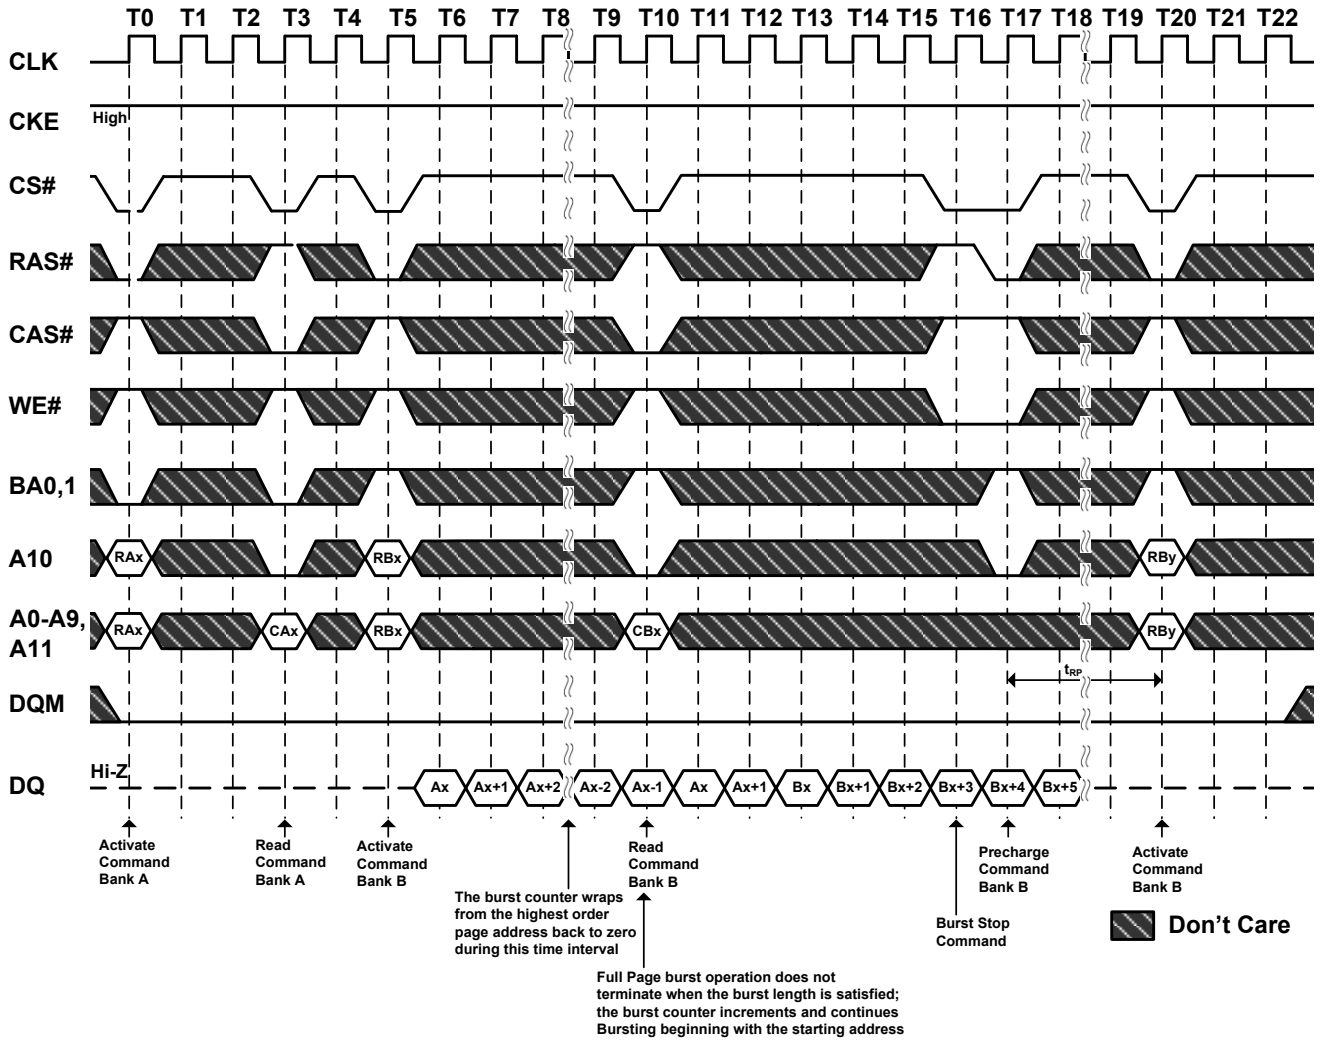 T0 T1 T2 T3 T4 T5 T6 T7 T8 T9 T10 T11 T12 T13 T14 T15 T16 T17 T18 T19 T20 T21 T22
CLK
CKE High
CS#
RAS#
CAS#
WE#
BA0,1
A10 RAx RBx RBy
A0-A9,
A11
RAx CAx RBx CBx RBy
tRP
DQM
DQ Hi-Z Ax Ax+1 Ax+2 Ax-2 Ax-1 Ax Ax+1 Bx Bx+1 Bx+2 Bx+3 Bx+4 Bx+5
Activate
Command
Bank A
Read
Command
Bank A
Activate
Command
Bank B
The burst counter wraps
from the highest order
page address back to zero
during this time interval
Read
Command
Bank B
Full Page burst operation does not
terminate when the burst length is satisfied;
the burst counter increments and continues
Bursting beginning with the starting address
Burst Stop
Command
Precharge
Command
Bank B
Activate
Command
Bank B
Don't Care